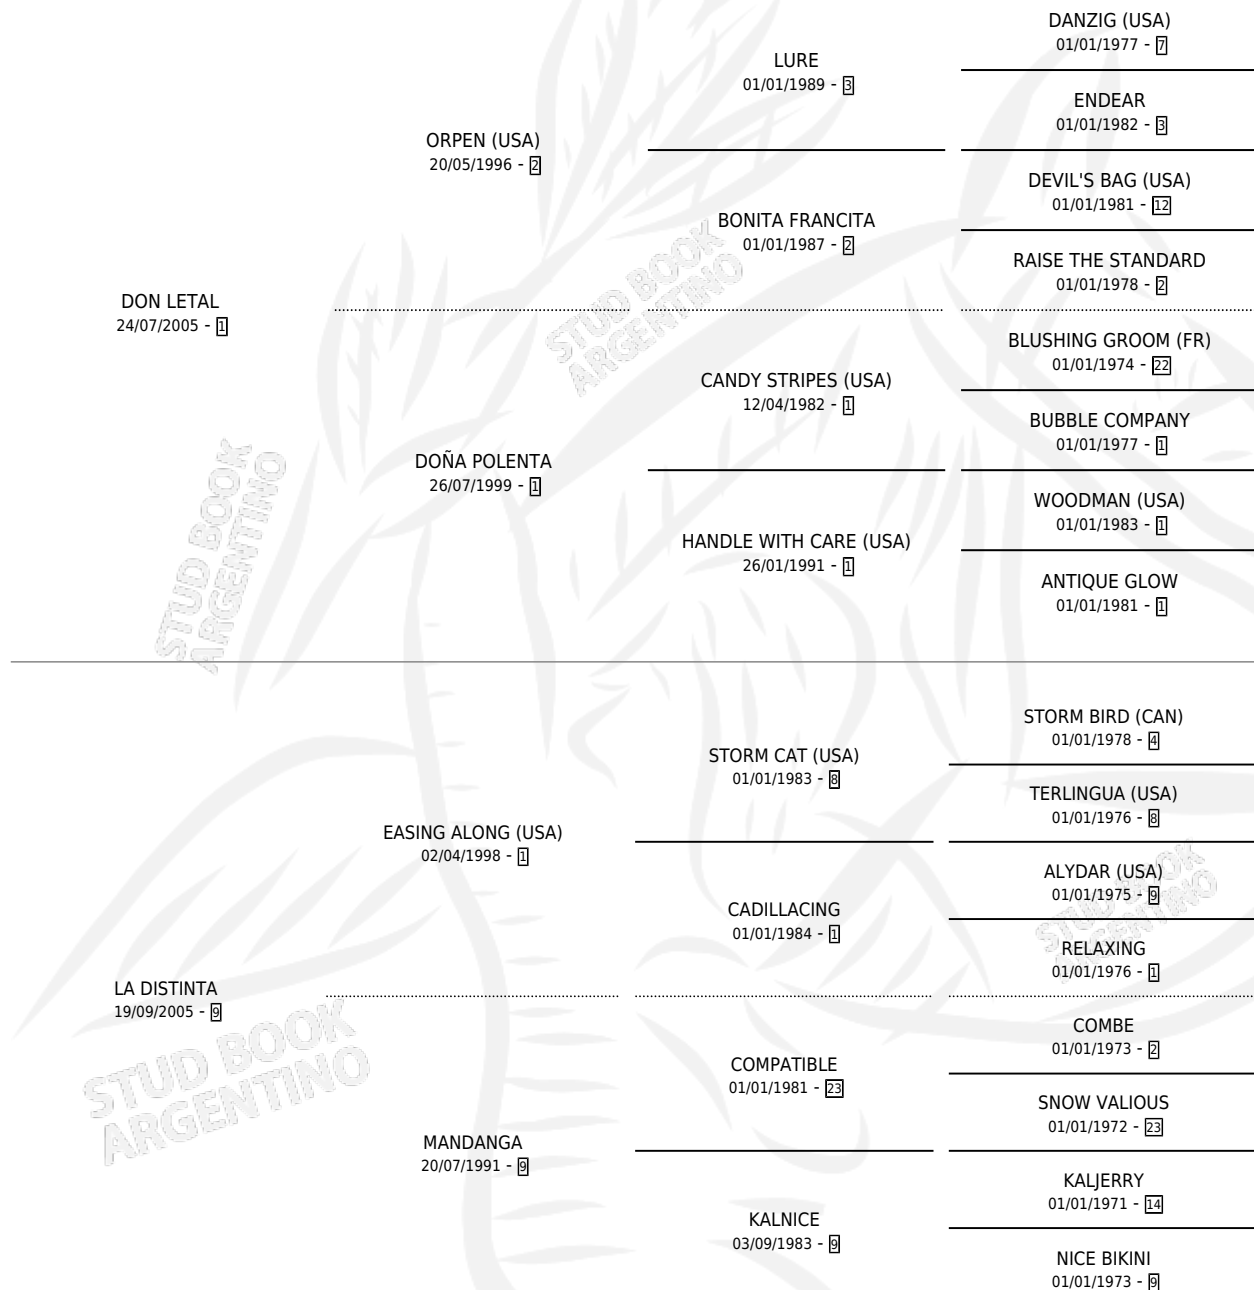 DANZIG (USA)
01/01/1977 - 7
LURE
01/01/1989 - 3
ENDEAR
01/01/1982 - 3
ORPEN (USA)
20/05/1996 - 2
DEVIL'S BAG (USA)
01/01/1981 - 12
BONITA FRANCITA
01/01/1987 - 2
RAISE THE STANDARD
01/01/1978 - 2
DON LETAL
24/07/2005 - 1
BLUSHING GROOM (FR)
01/01/1974 - 22
CANDY STRIPES (USA)
12/04/1982 - 1
BUBBLE COMPANY
01/01/1977 - 1
DOÑA POLENTA
26/07/1999 - 1
WOODMAN (USA)
01/01/1983 - 1
HANDLE WITH CARE (USA)
26/01/1991 - 1
ANTIQUE GLOW
01/01/1981 - 1
STORM BIRD (CAN)
01/01/1978 - 4
STORM CAT (USA)
01/01/1983 - 8
TERLINGUA (USA)
01/01/1976 - 8
EASING ALONG (USA)
02/04/1998 - 1
ALYDAR (USA)
01/01/1975 - 9
CADILLACING
01/01/1984 - 1
RELAXING
01/01/1976 - 1
LA DISTINTA
19/09/2005 - 9
COMBE
01/01/1973 - 2
COMPATIBLE
01/01/1981 - 23
SNOW VALIOUS
01/01/1972 - 23
MANDANGA
20/07/1991 - 9
KALJERRY
01/01/1971 - 14
KALNICE
03/09/1983 - 9
NICE BIKINI
01/01/1973 - 9
STUD BOOK
ARGENTINO
STUD BOOK
ARGENTINO
STUD BOOK
ARGENTINO
STUD BOOK
ARGENTINO